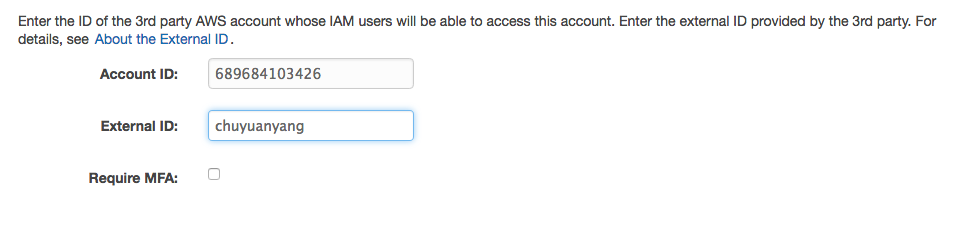 Enter the ID of the 3rd party AWS account whose IAM users will be able to access this account. Enter the external ID provided by the 3rd party. For
details, see About the External ID.
Account ID: 689684103426
External ID: chuyuanyang
Require MFA: